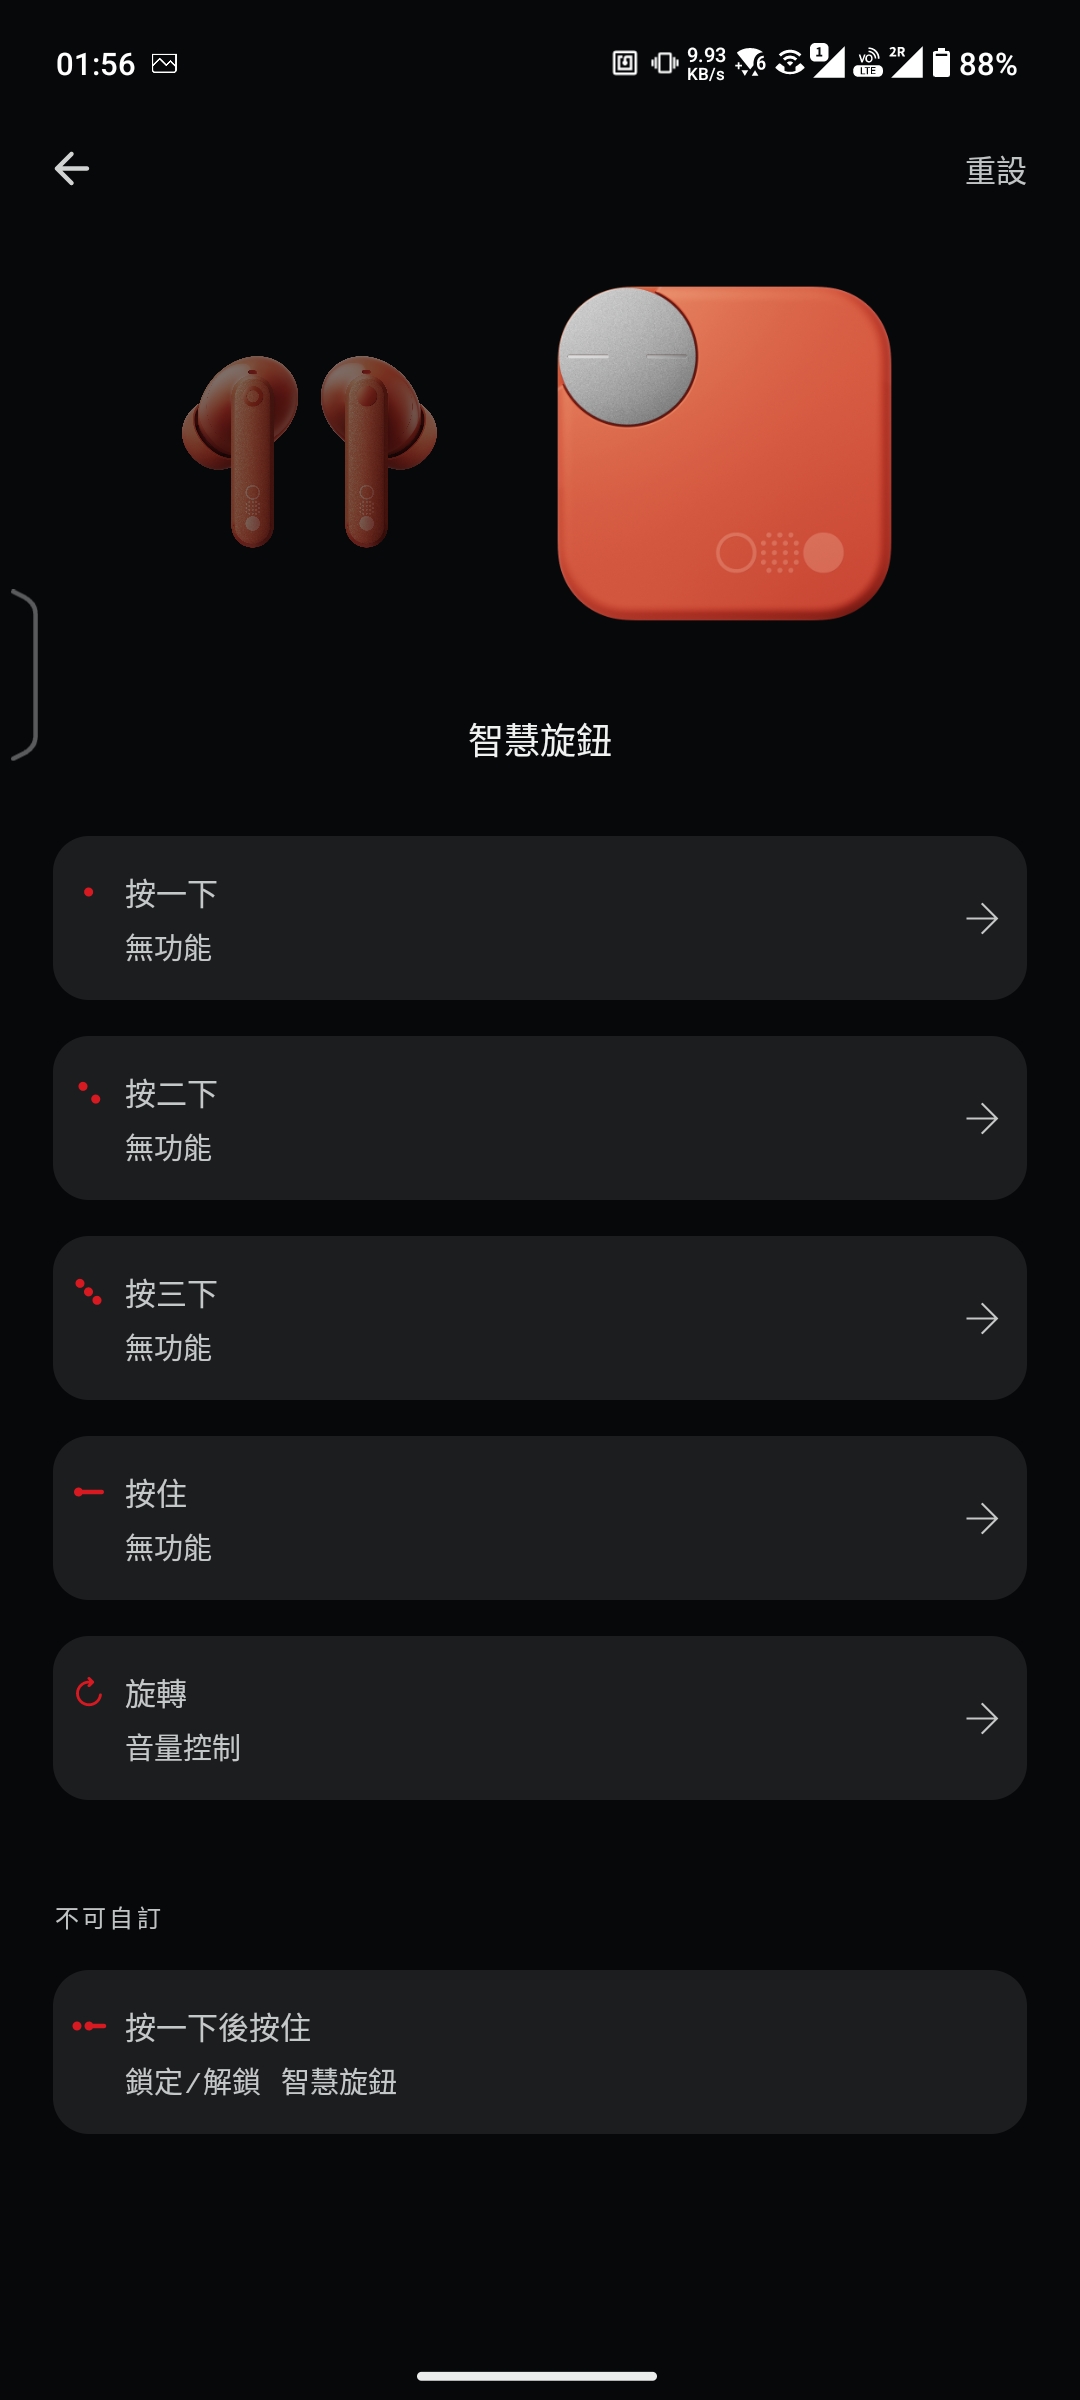 01:56
9.93 KB/s
6
1
VO LTE
2R
88%
重設
智慧旋鈕
按一下
無功能
按二下
無功能
按三下
無功能
按住
無功能
旋轉
音量控制
不可自訂
按一下後按住
鎖定/解鎖 智慧旋鈕